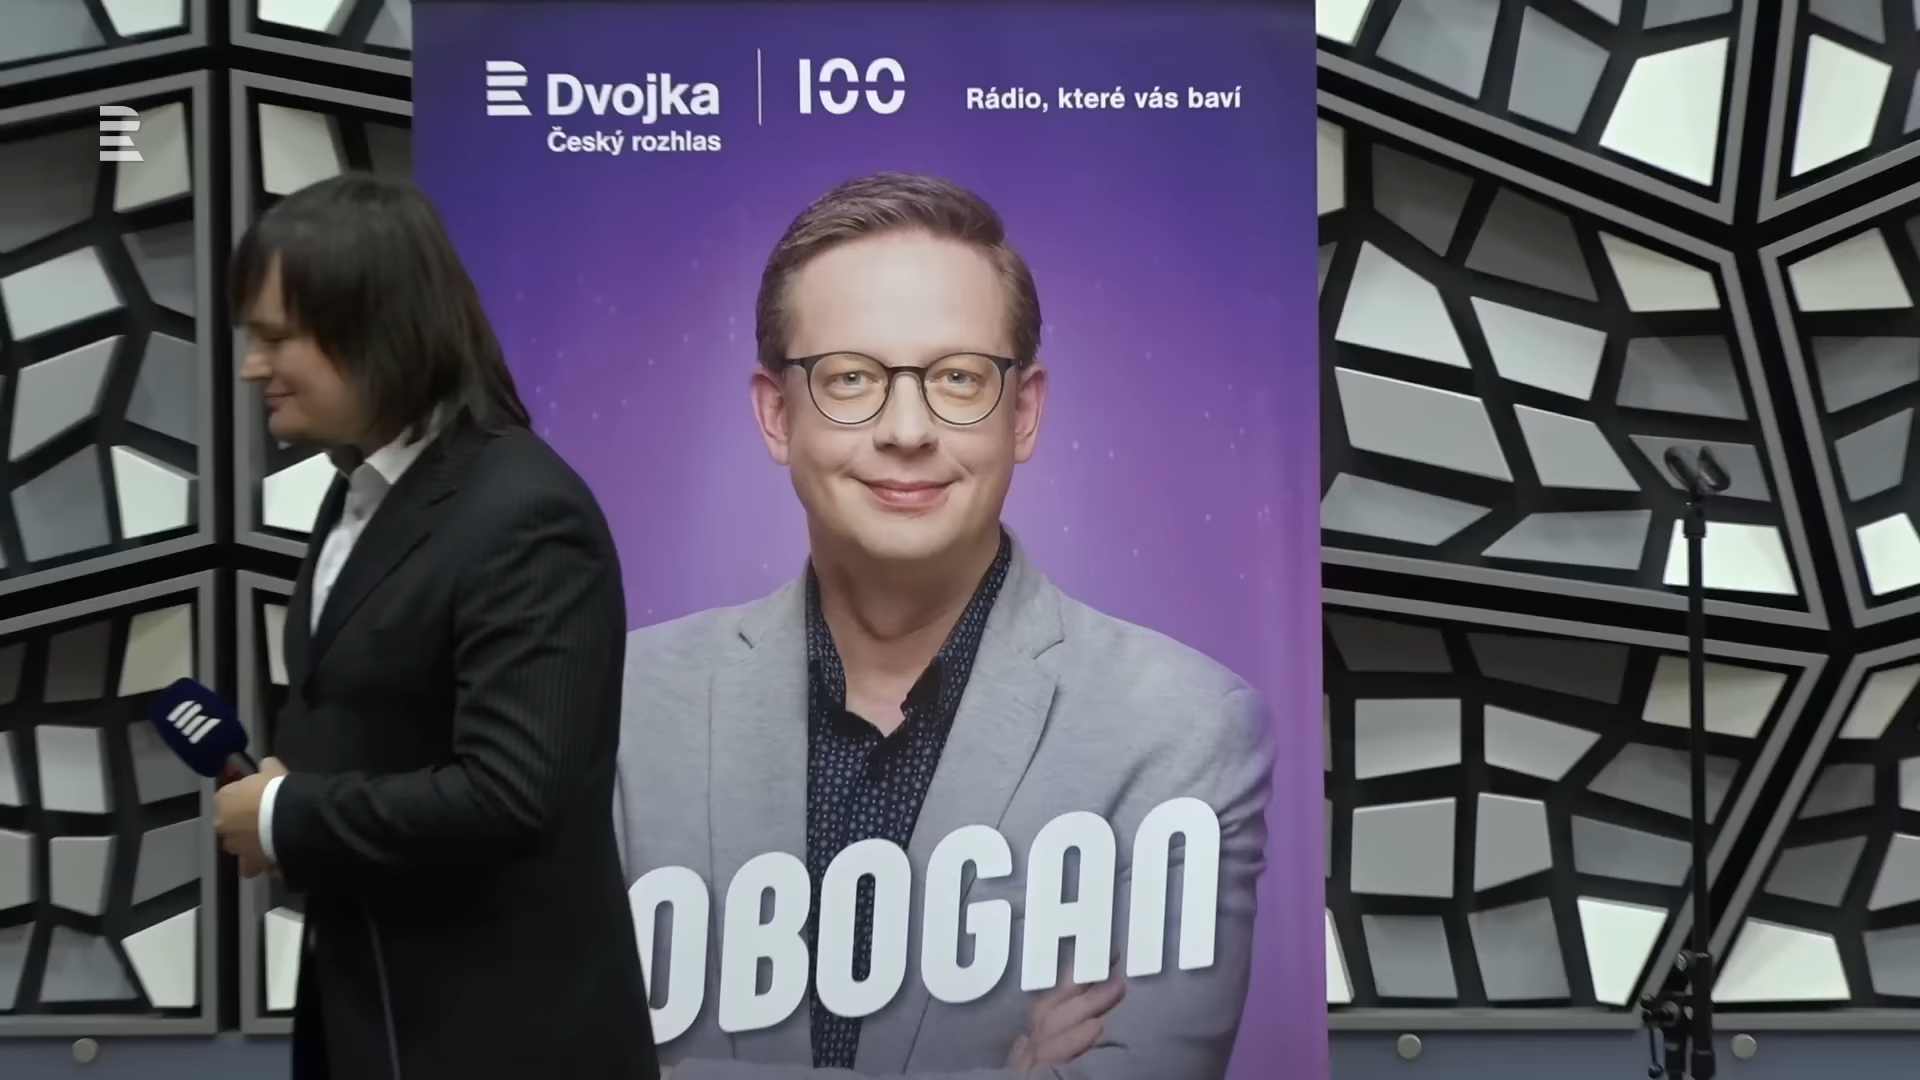 Dvojka
Český rozhlas
100
Rádio, které vás baví
OBOGAN